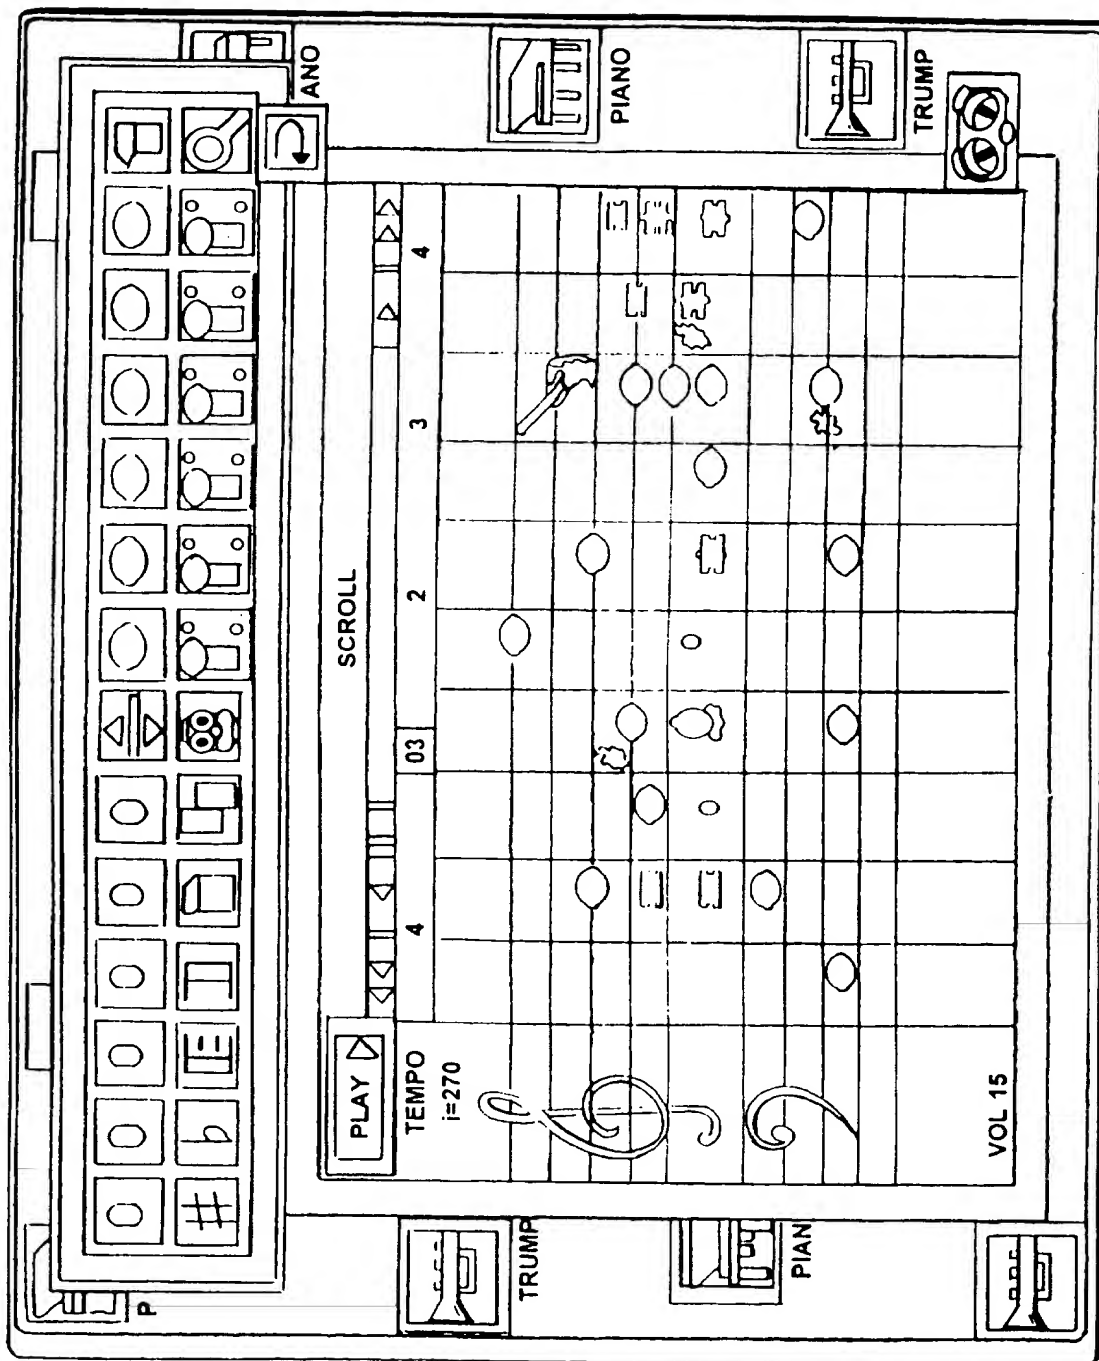 P
ANO
PIANO
TRUMP
SCROLL
PLAY
4
03
2
3
4
TEMPO
i=270
VOL 15
TRUMP
PIAN